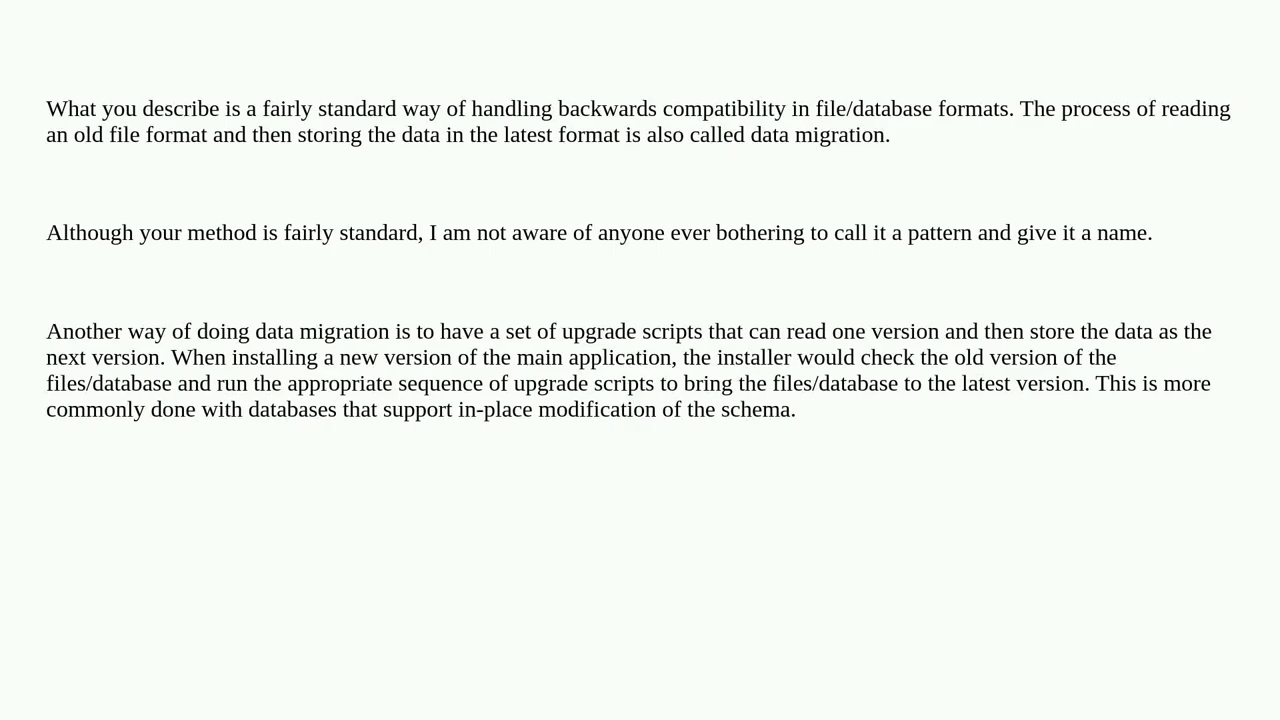 What you describe is a fairly standard way of handling backwards compatibility in file/database formats. The process of reading
an old file format and then storing the data in the latest format is also called data migration.
Although your method is fairly standard, I am not aware of anyone ever bothering to call it a pattern and give it a name.
Another way of doing data migration is to have a set of upgrade scripts that can read one version and then store the data as the
next version. When installing a new version of the main application, the installer would check the old version of the
files/database and run the appropriate sequence of upgrade scripts to bring the files/database to the latest version. This is more
commonly done with databases that support in-place modification of the schema.